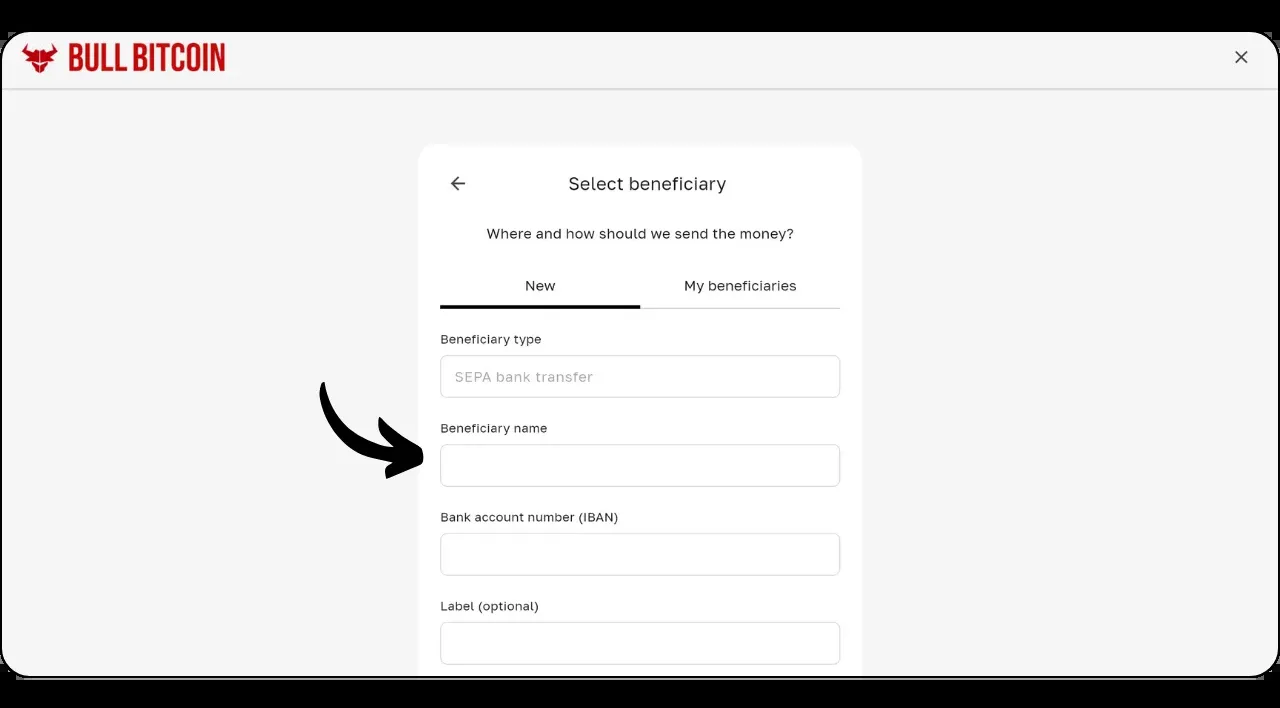 BULL BITCOIN
Select beneficiary
Where and how should we send the money?
New
My beneficiaries
Beneficiary type
SEPA bank transfer
Beneficiary name
Bank account number (IBAN)
Label (optional)